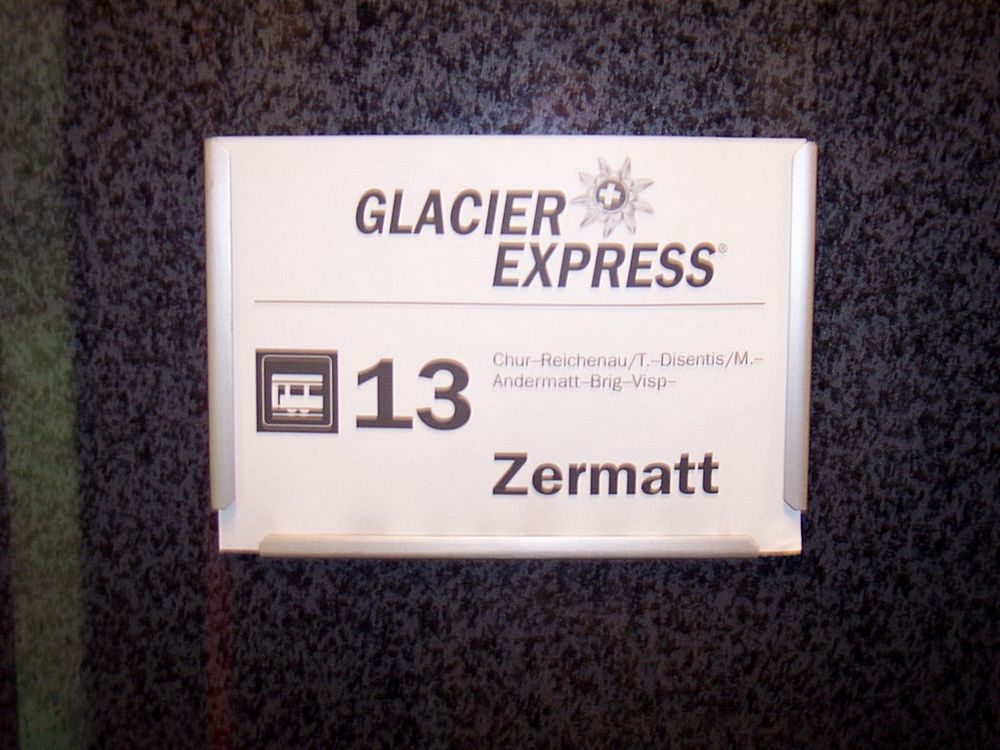 GLACIER
EXPRESS®
13
Chur–Reichenau/T.–Disentis/M.–
Andermatt–Brig–Visp–
Zermatt